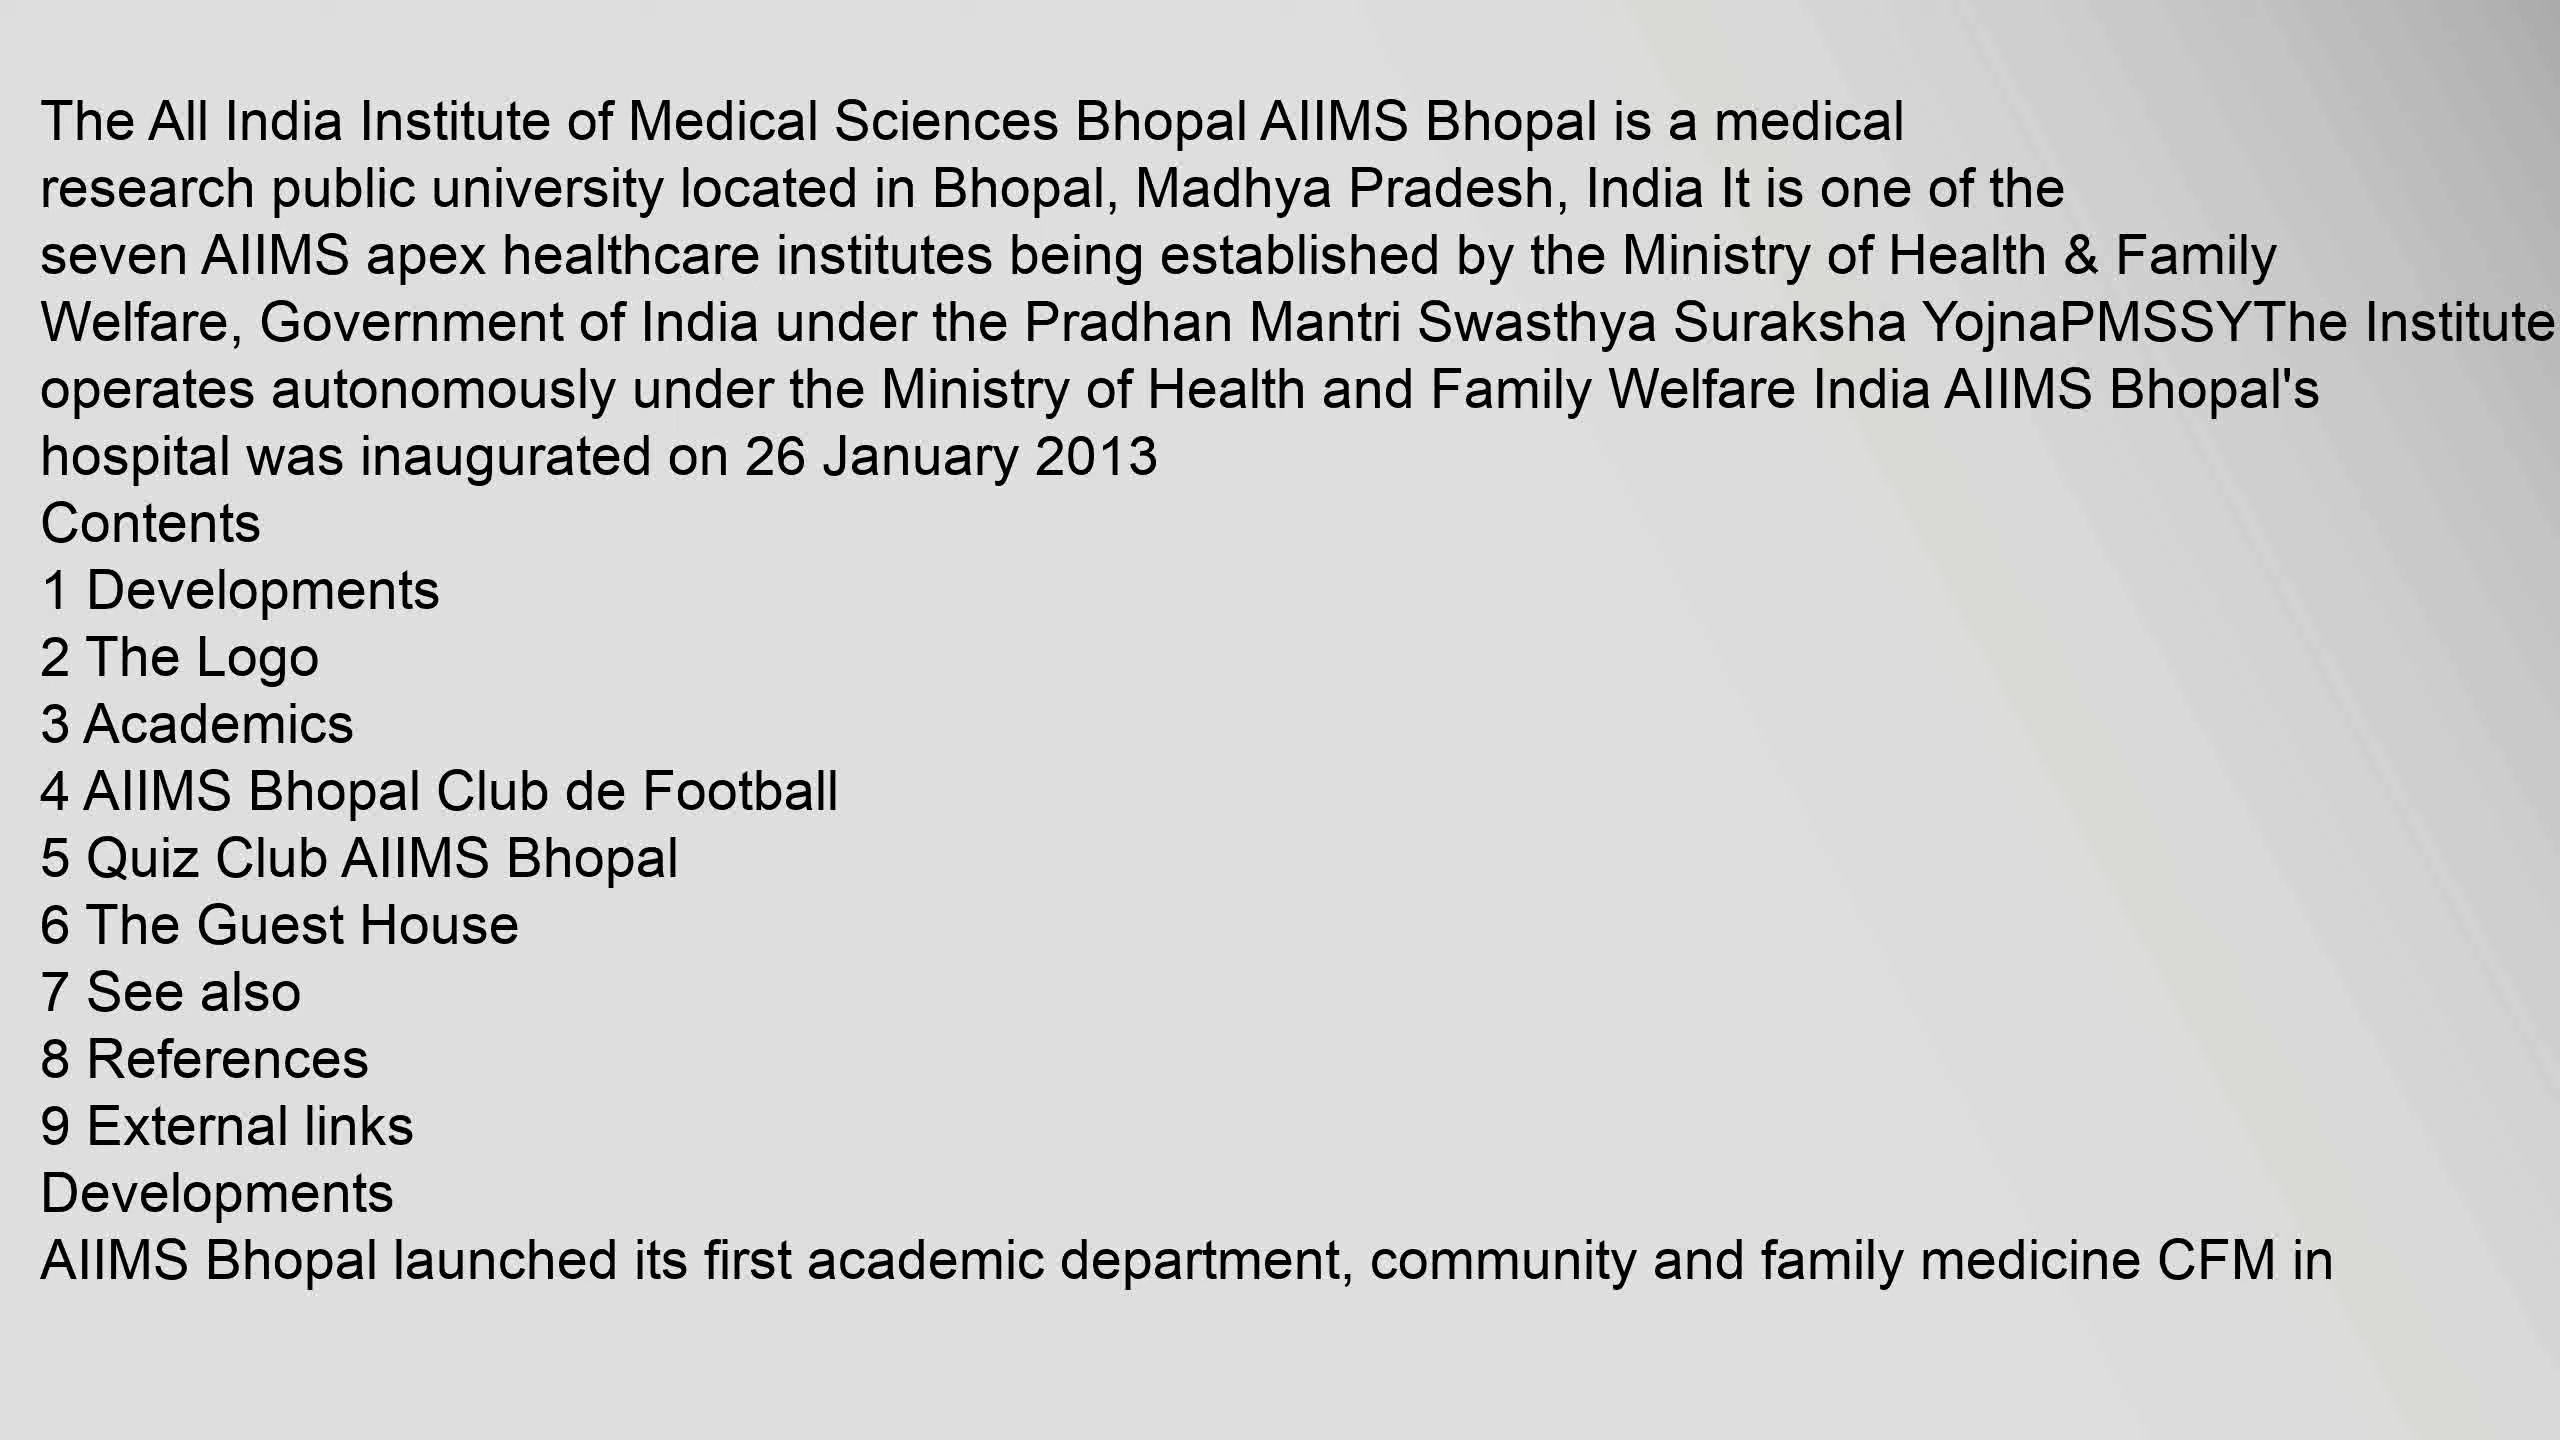 The All India Institute of Medical Sciences Bhopal AIIMS Bhopal is a medical
research public university located in Bhopal, Madhya Pradesh, India It is one of the
seven AIIMS apex healthcare institutes being established by the Ministry of Health & Family
Welfare, Government of India under the Pradhan Mantri Swasthya Suraksha YojnaPMSSYThe Institute
operates autonomously under the Ministry of Health and Family Welfare India AIIMS Bhopal's
hospital was inaugurated on 26 January 2013
Contents
1 Developments
2 The Logo
3 Academics
4 AIIMS Bhopal Club de Football
5 Quiz Club AIIMS Bhopal
6 The Guest House
7 See also
8 References
9 External links
Developments
AIIMS Bhopal launched its first academic department, community and family medicine CFM in